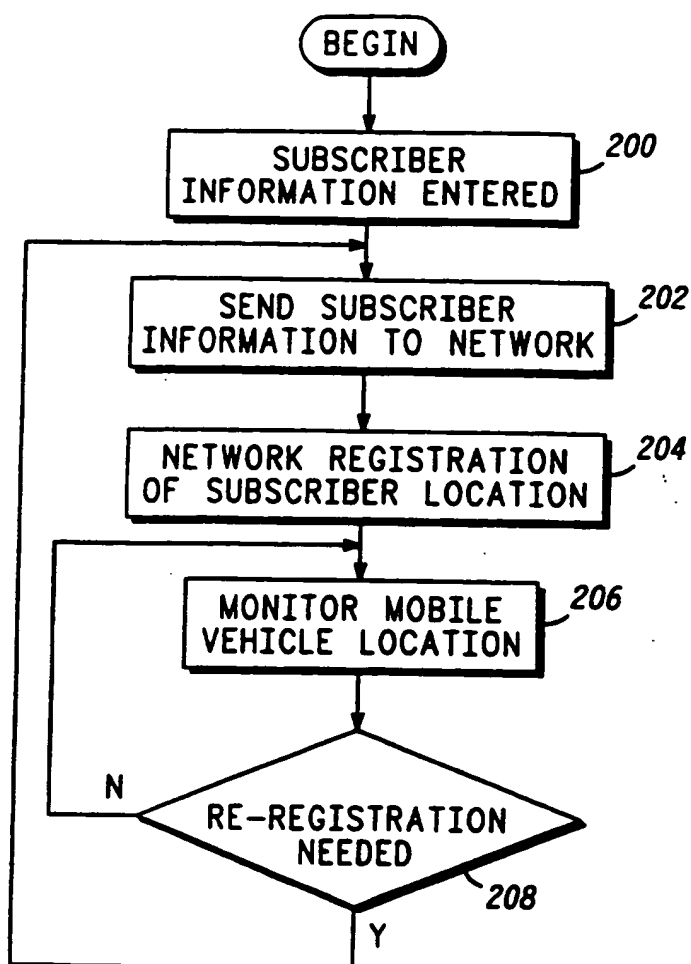 BEGIN
SUBSCRIBER
INFORMATION ENTERED
200
SEND SUBSCRIBER
INFORMATION TO NETWORK
202
NETWORK REGISTRATION
OF SUBSCRIBER LOCATION
204
MONITOR MOBILE
VEHICLE LOCATION
206
N
RE-REGISTRATION
NEEDED
208
Y